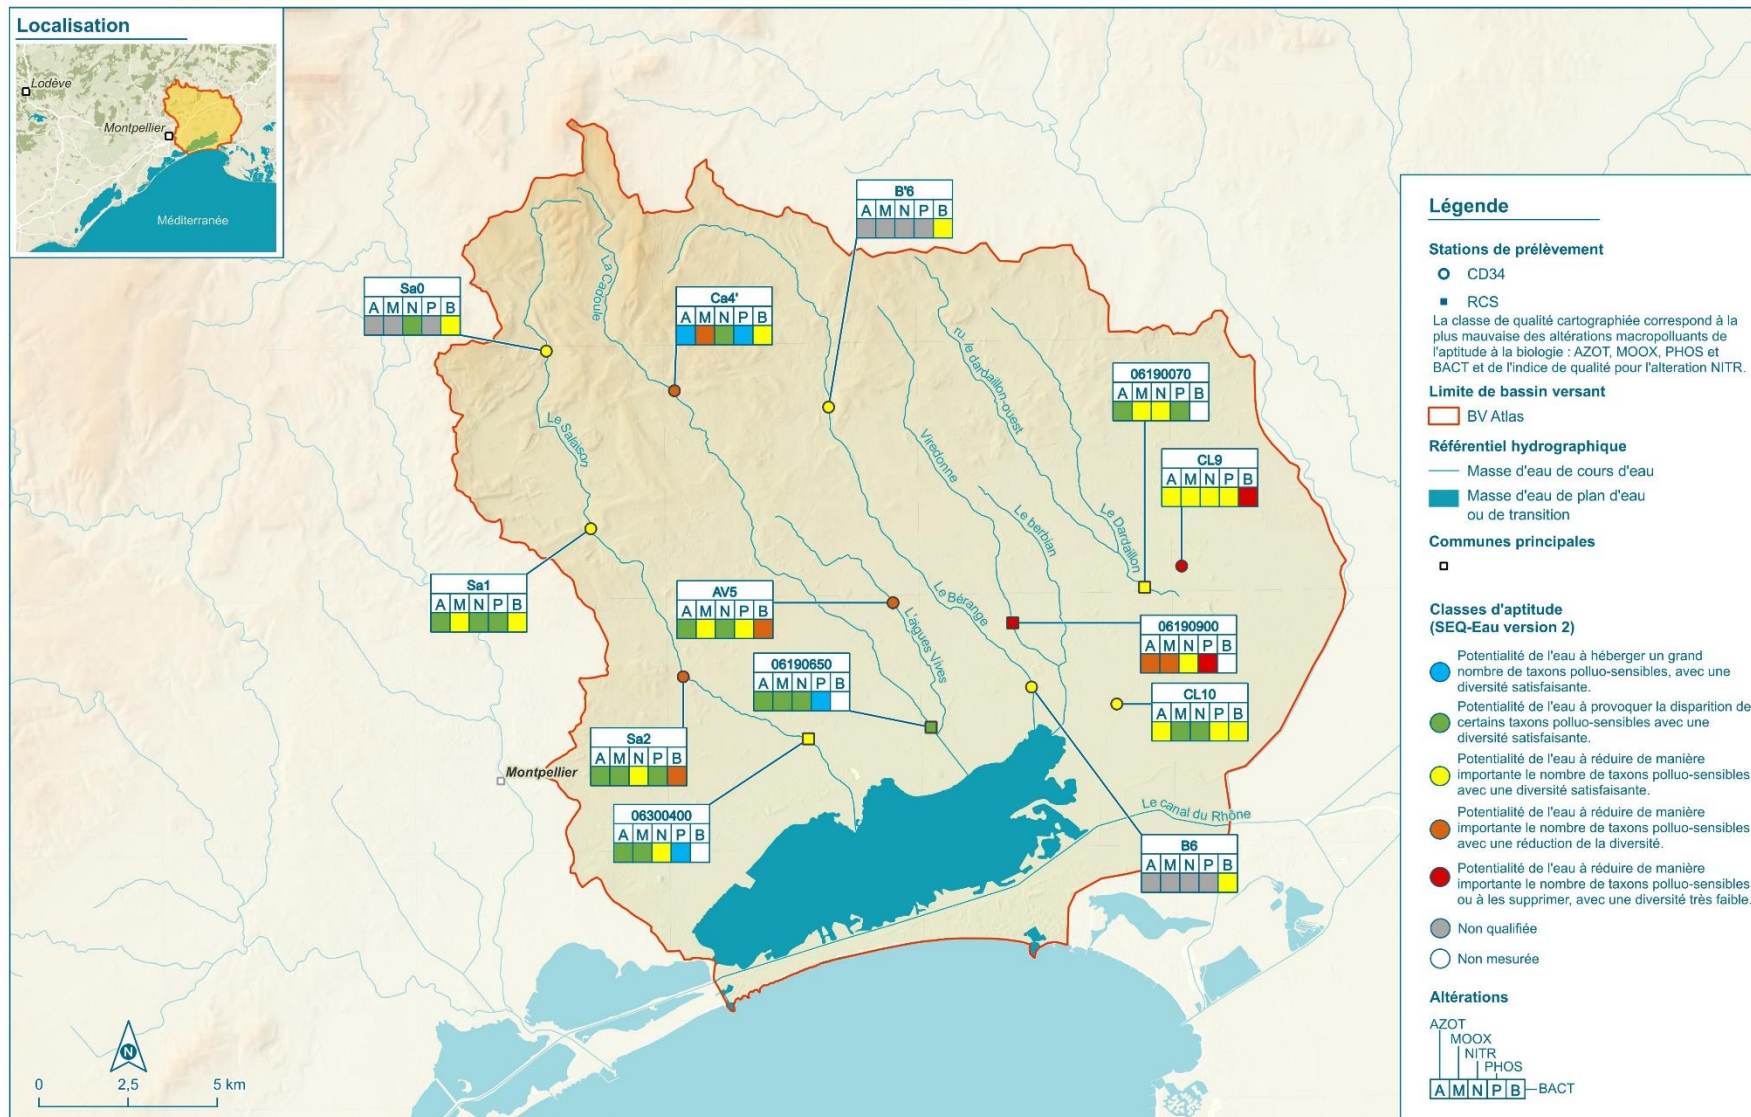 Localisation
Lodève
Montpellier
Méditerranée
B'6
A M N P B
Sa0
A M N P B
La Cadoule
Ca4'
A M N P B
ru. le dardaillon-ouest
06190070
A M N P B
Le Salaison
Viredonne
CL9
A M N P B
Le berbian
Le Dardaillon
Sa1
A M N P B
AV5
A M N P B
Le Bérange
L'aigues Vives
06190900
A M N P B
06190650
A M N P B
CL10
A M N P B
Sa2
A M N P B
Montpellier
06300400
A M N P B
Le canal du Rhône
B6
A M N P B
N
0 2,5 5 km
Légende
Stations de prélèvement
CD34
RCS
La classe de qualité cartographiée correspond à la
plus mauvaise des altérations macropolluants de
l'aptitude à la biologie : AZOT, MOOX, PHOS et
BACT et de l'indice de qualité pour l'alteration NITR.
Limite de bassin versant
BV Atlas
Référentiel hydrographique
Masse d'eau de cours d'eau
Masse d'eau de plan d'eau
ou de transition
Communes principales
Classes d'aptitude
(SEQ-Eau version 2)
Potentialité de l'eau à héberger un grand
nombre de taxons polluo-sensibles, avec une
diversité satisfaisante.
Potentialité de l'eau à provoquer la disparition de
certains taxons polluo-sensibles avec une
diversité satisfaisante.
Potentialité de l'eau à réduire de manière
importante le nombre de taxons polluo-sensibles
avec une diversité satisfaisante.
Potentialité de l'eau à réduire de manière
importante le nombre de taxons polluo-sensibles
avec une réduction de la diversité.
Potentialité de l'eau à réduire de manière
importante le nombre de taxons polluo-sensibles
ou à les supprimer, avec une diversité très faible.
Non qualifiée
Non mesurée
Altérations
AZOT
MOOX
NITR
PHOS
A M N P B BACT